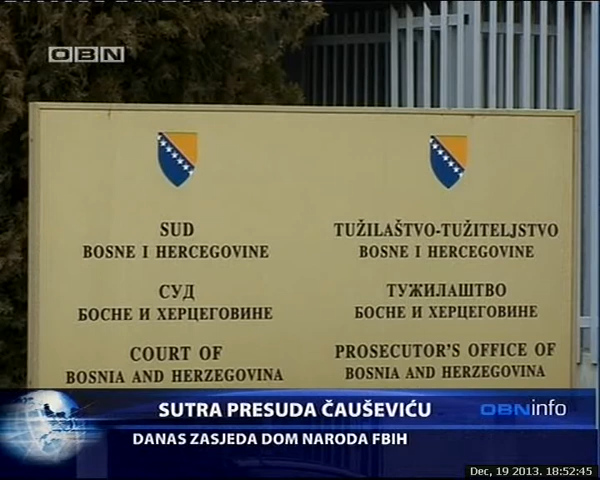 OBN
SUD
BOSNE I HERCEGOVINE
СУД
БОСНЕ И ХЕРЦЕГОВИНЕ
COURT OF
BOSNIA AND HERZEGOVINA
TUŽILAŠTVO-TUŽITELJSTVO
BOSNE I HERCEGOVINE
ТУЖИЛАШТВО
БОСНЕ И ХЕРЦЕГОВИНЕ
PROSECUTOR'S OFFICE OF
BOSNIA AND HERZEGOVINA
SUTRA PRESUDA ČAUŠEVIĆU
OBNinfo
DANAS ZASJEDA DOM NARODA FBIH
Dec, 19 2013. 18:52:45